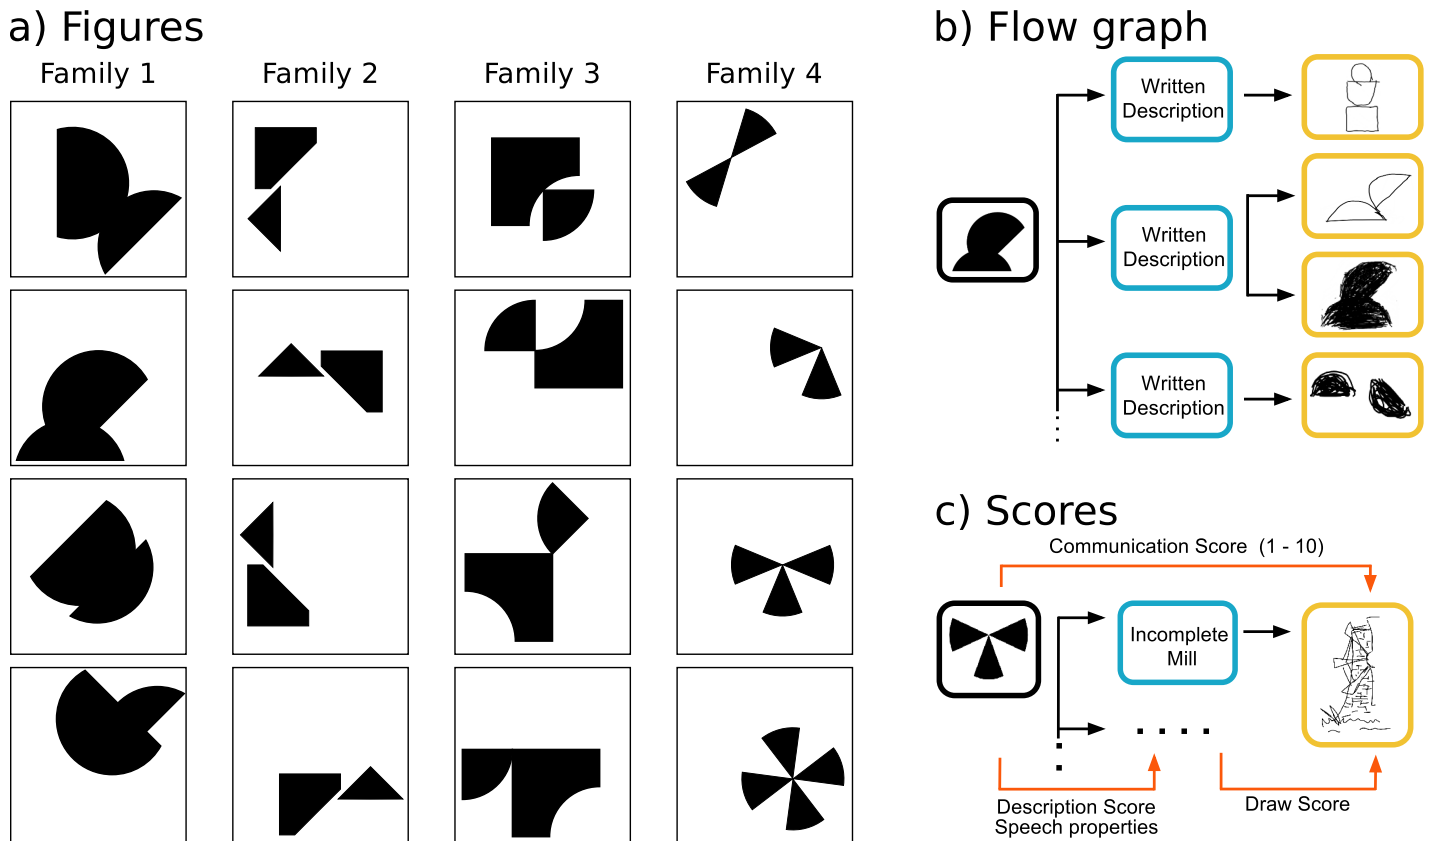 a) Figures
Family 1
Family 2
Family 3
Family 4
b) Flow graph
Written
Description
Written
Description
Written
Description
c) Scores
Communication Score (1 - 10)
Incomplete
Mill
Description Score
Speech properties
Draw Score